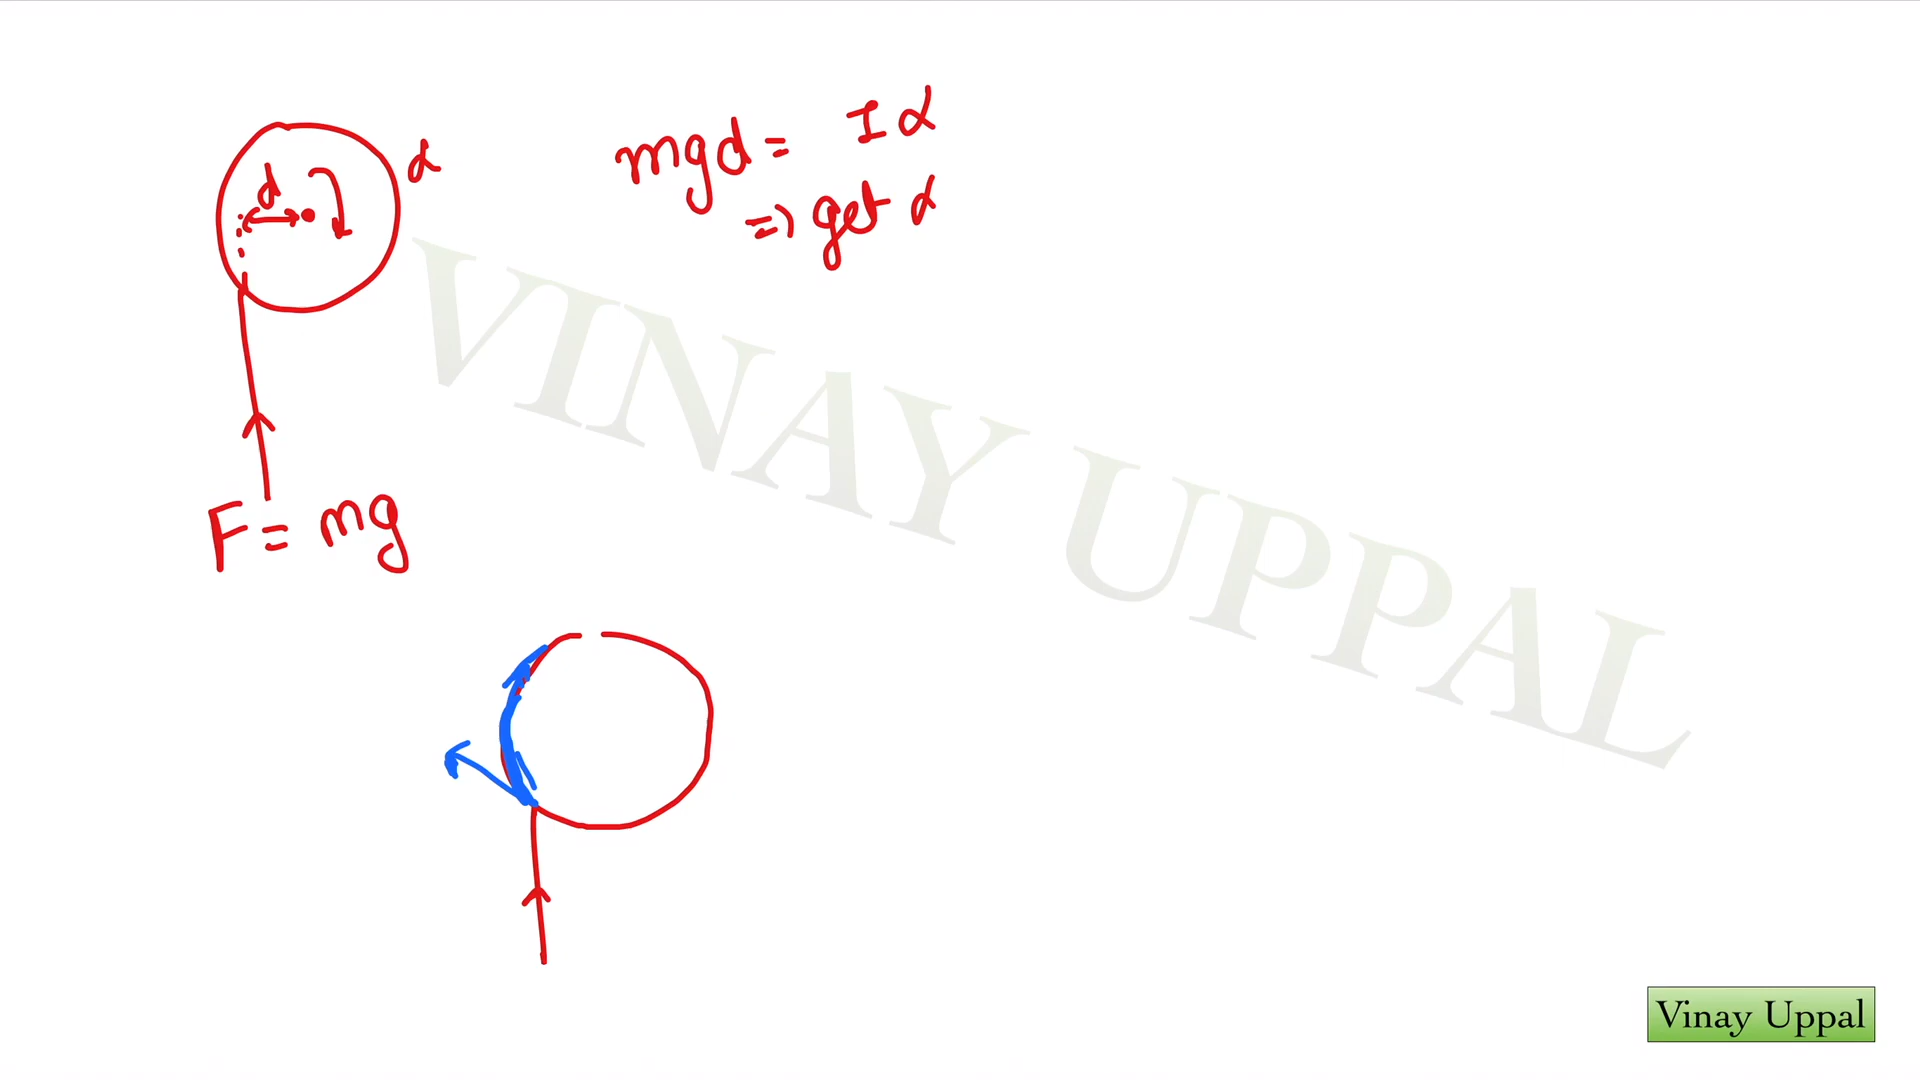 mgd = Iα
⇒ get α
α
d
F = mg
VINAY UPPAL
Vinay Uppal